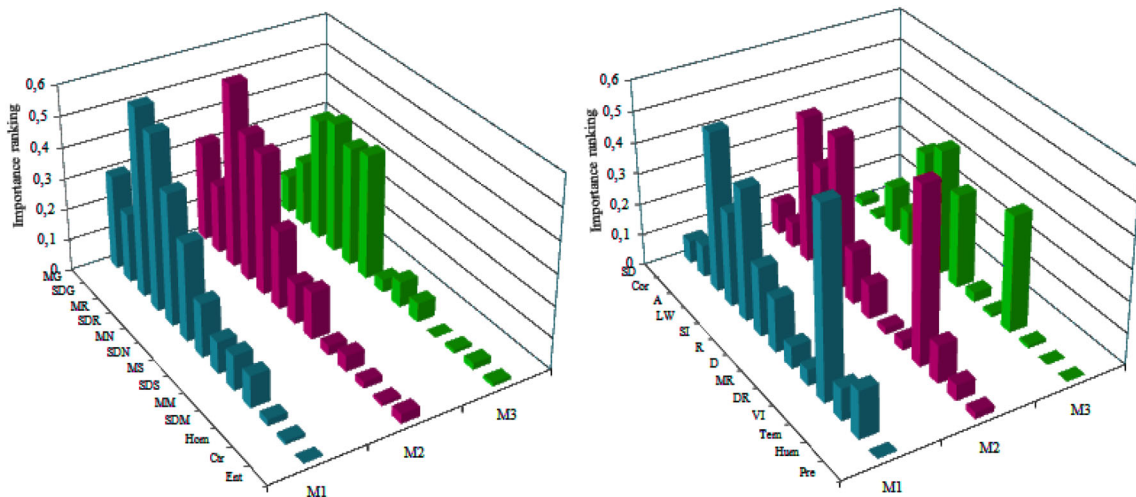 Importance ranking
0,6
0,5
0,4
0,3
0,2
0,1
0
MG
SDG
MR
SDR
MN
SDN
MS
SDS
MM
SDM
Hom
Ctr
Ent
M1
M2
M3
Importance ranking
0,6
0,5
0,4
0,3
0,2
0,1
0
SD
Cor
A
LW
SI
R
D
MR
DR
VI
Tem
Hum
Pre
M1
M2
M3